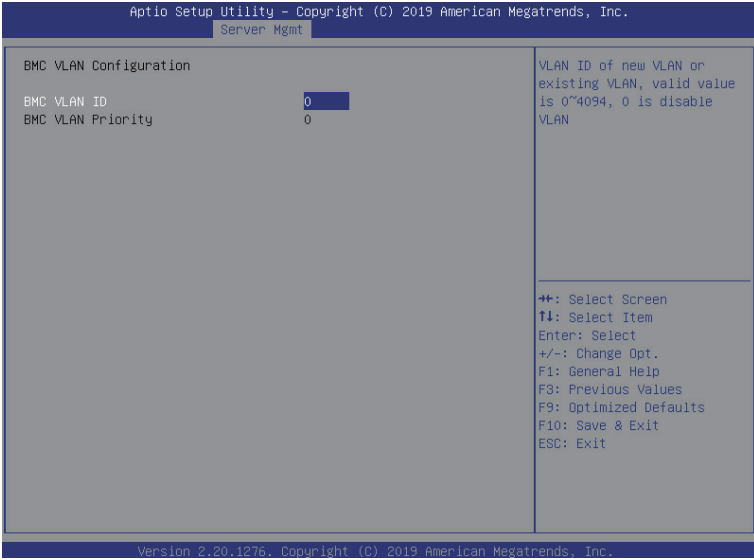 Aptio Setup Utility – Copyright (C) 2019 American Megatrends, Inc.
Server Mgmt
BMC VLAN Configuration
BMC VLAN ID 0
BMC VLAN Priority 0
VLAN ID of new VLAN or
existing VLAN, valid value
is 0~4094, 0 is disable
VLAN
→←: Select Screen
↑↓: Select Item
Enter: Select
+/-: Change Opt.
F1: General Help
F3: Previous Values
F9: Optimized Defaults
F10: Save & Exit
ESC: Exit
Version 2.20.1276. Copyright (C) 2019 American Megatrends, Inc.